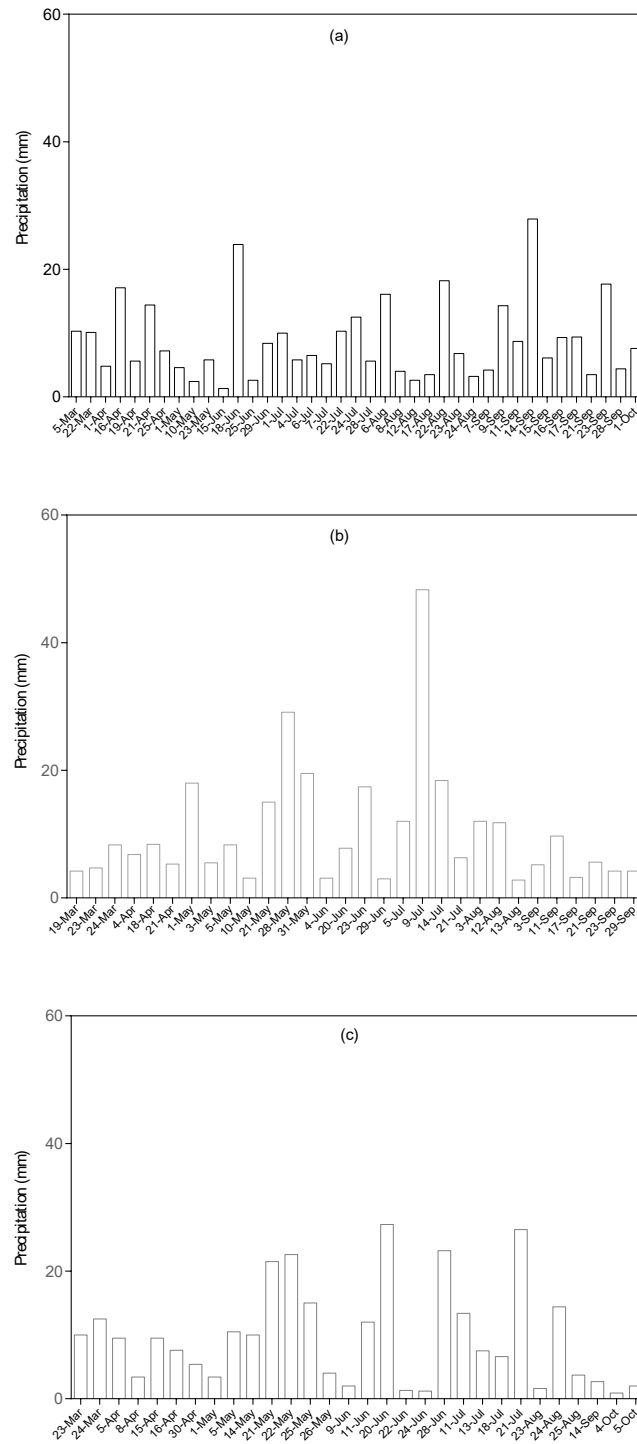 60
(a)
40
Precipitation (mm)
20
0
5-Mar
22-Mar
1-Apr
16-Apr
19-Apr
21-Apr
25-Apr
1-May
10-May
23-May
15-Jun
18-Jun
25-Jun
29-Jun
1-Jul
4-Jul
6-Jul
7-Jul
22-Jul
24-Jul
28-Jul
6-Aug
8-Aug
12-Aug
17-Aug
22-Aug
23-Aug
24-Aug
7-Sep
9-Sep
11-Sep
14-Sep
15-Sep
16-Sep
17-Sep
21-Sep
23-Sep
28-Sep
1-Oct
60
(b)
40
Precipitation (mm)
20
0
19-Mar
23-Mar
24-Mar
4-Apr
18-Apr
21-Apr
1-May
3-May
5-May
10-May
21-May
28-May
31-May
4-Jun
20-Jun
23-Jun
29-Jun
5-Jul
9-Jul
14-Jul
21-Jul
3-Aug
12-Aug
13-Aug
3-Sep
11-Sep
17-Sep
21-Sep
23-Sep
29-Sep
60
(c)
40
Precipitation (mm)
20
0
23-Mar
24-Mar
5-Apr
8-Apr
15-Apr
16-Apr
30-Apr
1-May
5-May
14-May
21-May
22-May
25-May
26-May
9-Jun
11-Jun
20-Jun
22-Jun
24-Jun
28-Jun
11-Jul
13-Jul
18-Jul
21-Jul
23-Aug
24-Aug
25-Aug
14-Sep
4-Oct
5-Oct